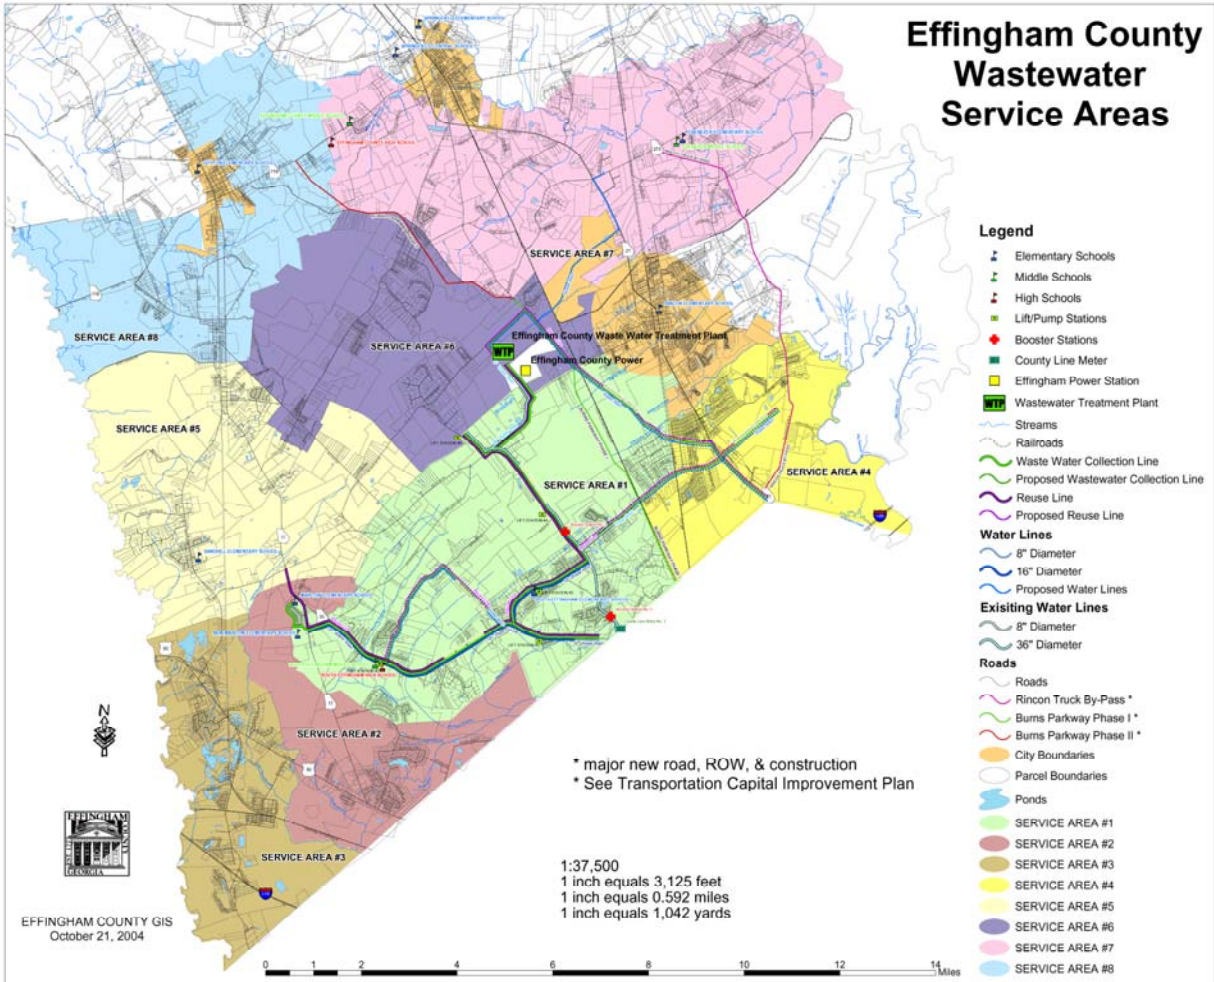 Effingham County
Wastewater
Service Areas
SERVICE AREA #7
SERVICE AREA #8
SERVICE AREA #6
Effingham County Waste Water Treatment Plant
WTP
Effingham County Power
SERVICE AREA #5
SERVICE AREA #1
SERVICE AREA #4
SERVICE AREA #2
SERVICE AREA #3
Legend
Elementary Schools
Middle Schools
High Schools
Lift/Pump Stations
Booster Stations
County Line Meter
Effingham Power Station
WTP Wastewater Treatment Plant
Streams
Railroads
Waste Water Collection Line
Proposed Wastewater Collection Line
Reuse Line
Proposed Reuse Line
Water Lines
8" Diameter
16" Diameter
Proposed Water Lines
Exisiting Water Lines
8" Diameter
36" Diameter
Roads
Roads
Rincon Truck By-Pass *
Burns Parkway Phase I *
Burns Parkway Phase II *
City Boundaries
Parcel Boundaries
Ponds
SERVICE AREA #1
SERVICE AREA #2
SERVICE AREA #3
SERVICE AREA #4
SERVICE AREA #5
SERVICE AREA #6
SERVICE AREA #7
SERVICE AREA #8
* major new road, ROW, & construction
* See Transportation Capital Improvement Plan
1:37,500
1 inch equals 3,125 feet
1 inch equals 0.592 miles
1 inch equals 1,042 yards
N
EFFINGHAM
COUNTY
GEORGIA
EFFINGHAM COUNTY GIS
October 21, 2004
0 1 2 4 6 8 10 12 14 Miles